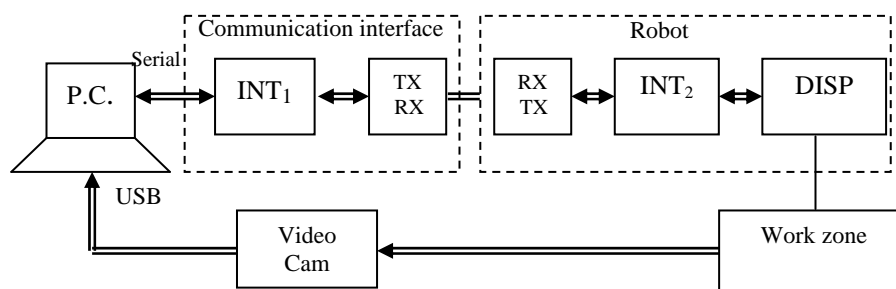 Communication interface
Robot
Serial
P.C.
INT₁
TX
RX
RX
TX
INT₂
DISP
USB
Video
Cam
Work zone